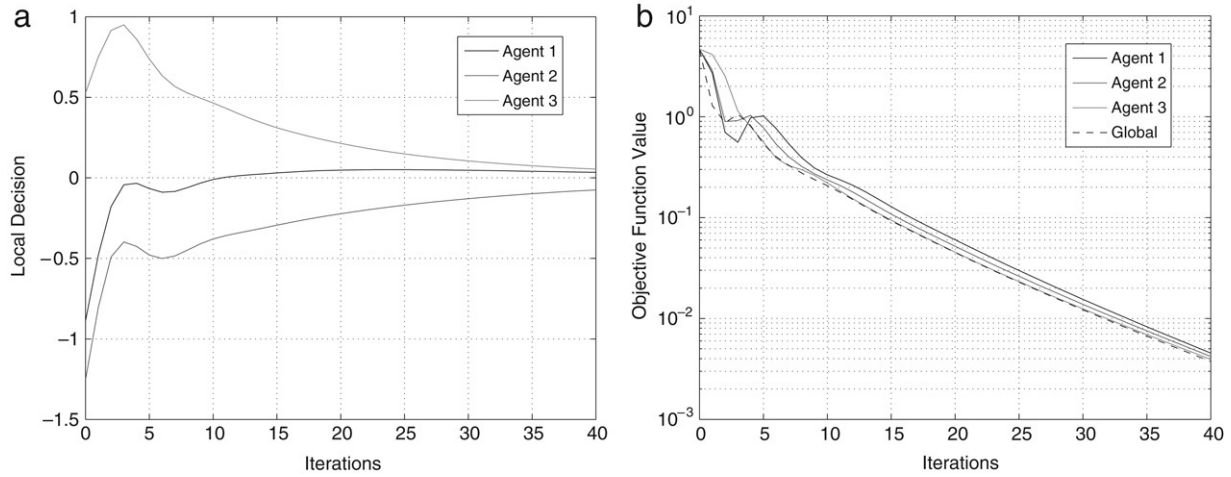 a
1
0.5
0
−0.5
−1
−1.5
Local Decision
0 5 10 15 20 25 30 35 40
Iterations
Agent 1
Agent 2
Agent 3
b
10^1
10^0
10^−1
10^−2
10^−3
Objective Function Value
0 5 10 15 20 25 30 35 40
Iterations
Agent 1
Agent 2
Agent 3
Global